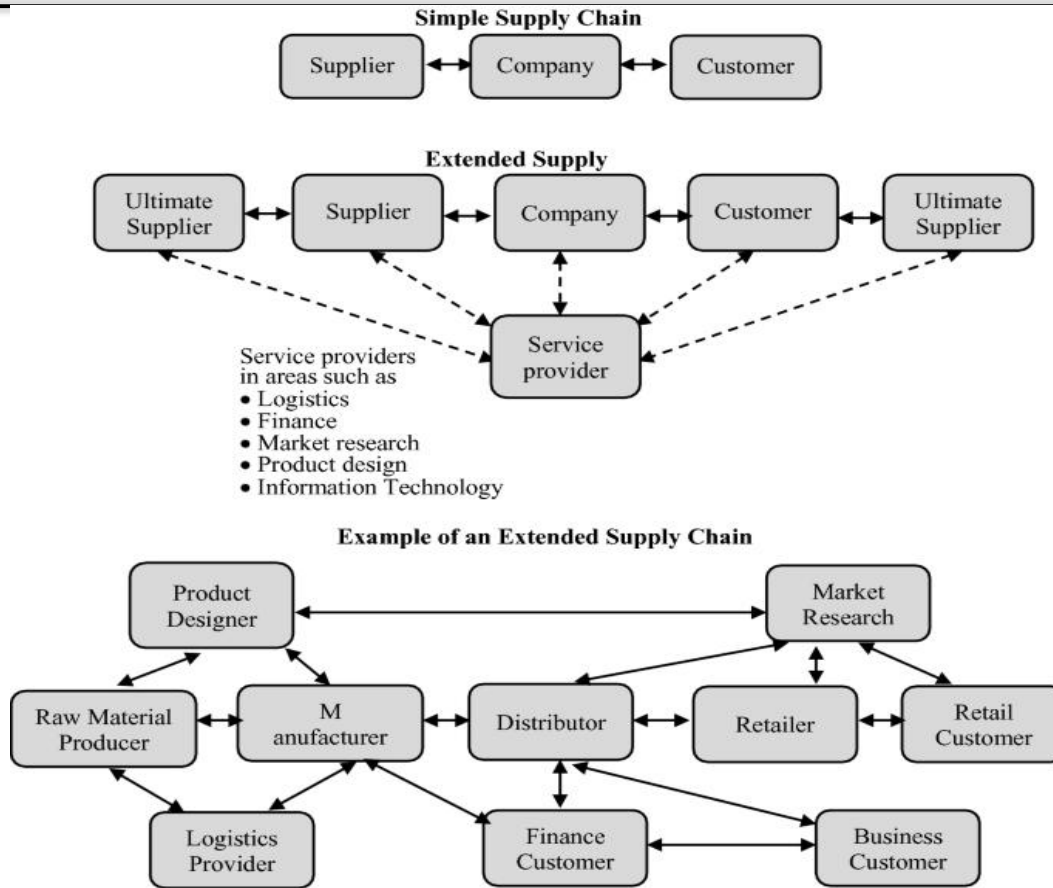 Simple Supply Chain
Supplier
Company
Customer
Extended Supply
Ultimate
Supplier
Supplier
Company
Customer
Ultimate
Supplier
Service
provider
Service providers
in areas such as
• Logistics
• Finance
• Market research
• Product design
• Information Technology
Example of an Extended Supply Chain
Product
Designer
Market
Research
Raw Material
Producer
M
anufacturer
Distributor
Retailer
Retail
Customer
Logistics
Provider
Finance
Customer
Business
Customer